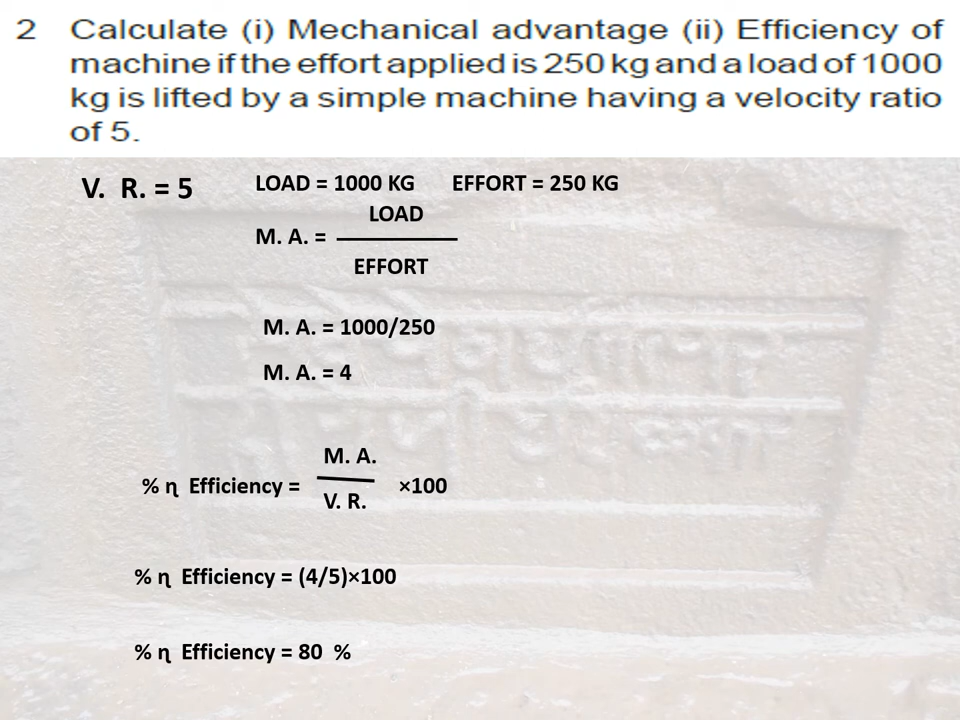 2 Calculate (i) Mechanical advantage (ii) Efficiency of
machine if the effort applied is 250 kg and a load of 1000
kg is lifted by a simple machine having a velocity ratio
of 5.
V. R. = 5 LOAD = 1000 KG EFFORT = 250 KG
LOAD
M. A. =
EFFORT
M. A. = 1000/250
M. A. = 4
M. A.
% η Efficiency = ×100
V. R.
% η Efficiency = (4/5)×100
% η Efficiency = 80 %